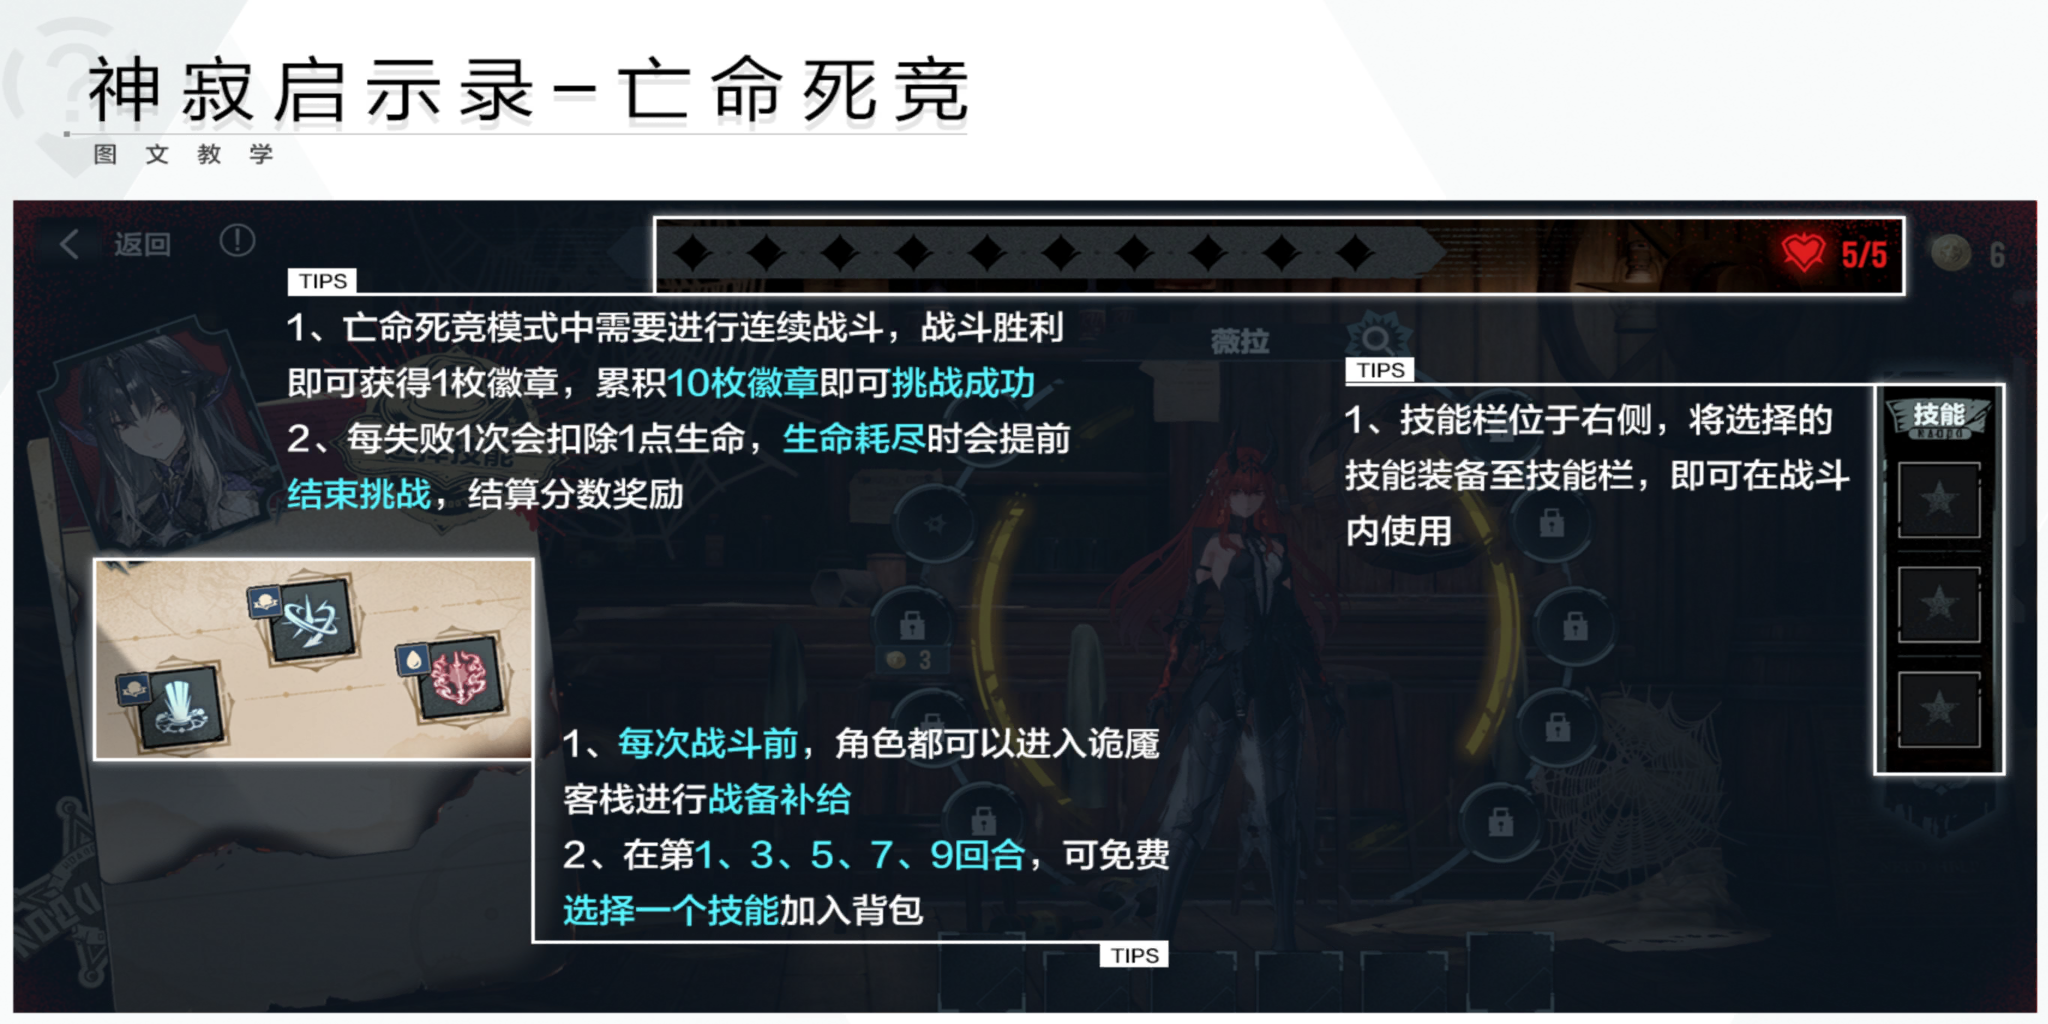 神寂启示录-亡命死竞
图文教学
返回
5/5
6
TIPS
1、亡命死竞模式中需要进行连续战斗，战斗胜利
即可获得1枚徽章，累积10枚徽章即可挑战成功
2、每失败1次会扣除1点生命，生命耗尽时会提前
结束挑战，结算分数奖励
薇拉
TIPS
1、技能栏位于右侧，将选择的
技能装备至技能栏，即可在战斗
内使用
技能
3
1、每次战斗前，角色都可以进入诡魇
客栈进行战备补给
2、在第1、3、5、7、9回合，可免费
选择一个技能加入背包
TIPS